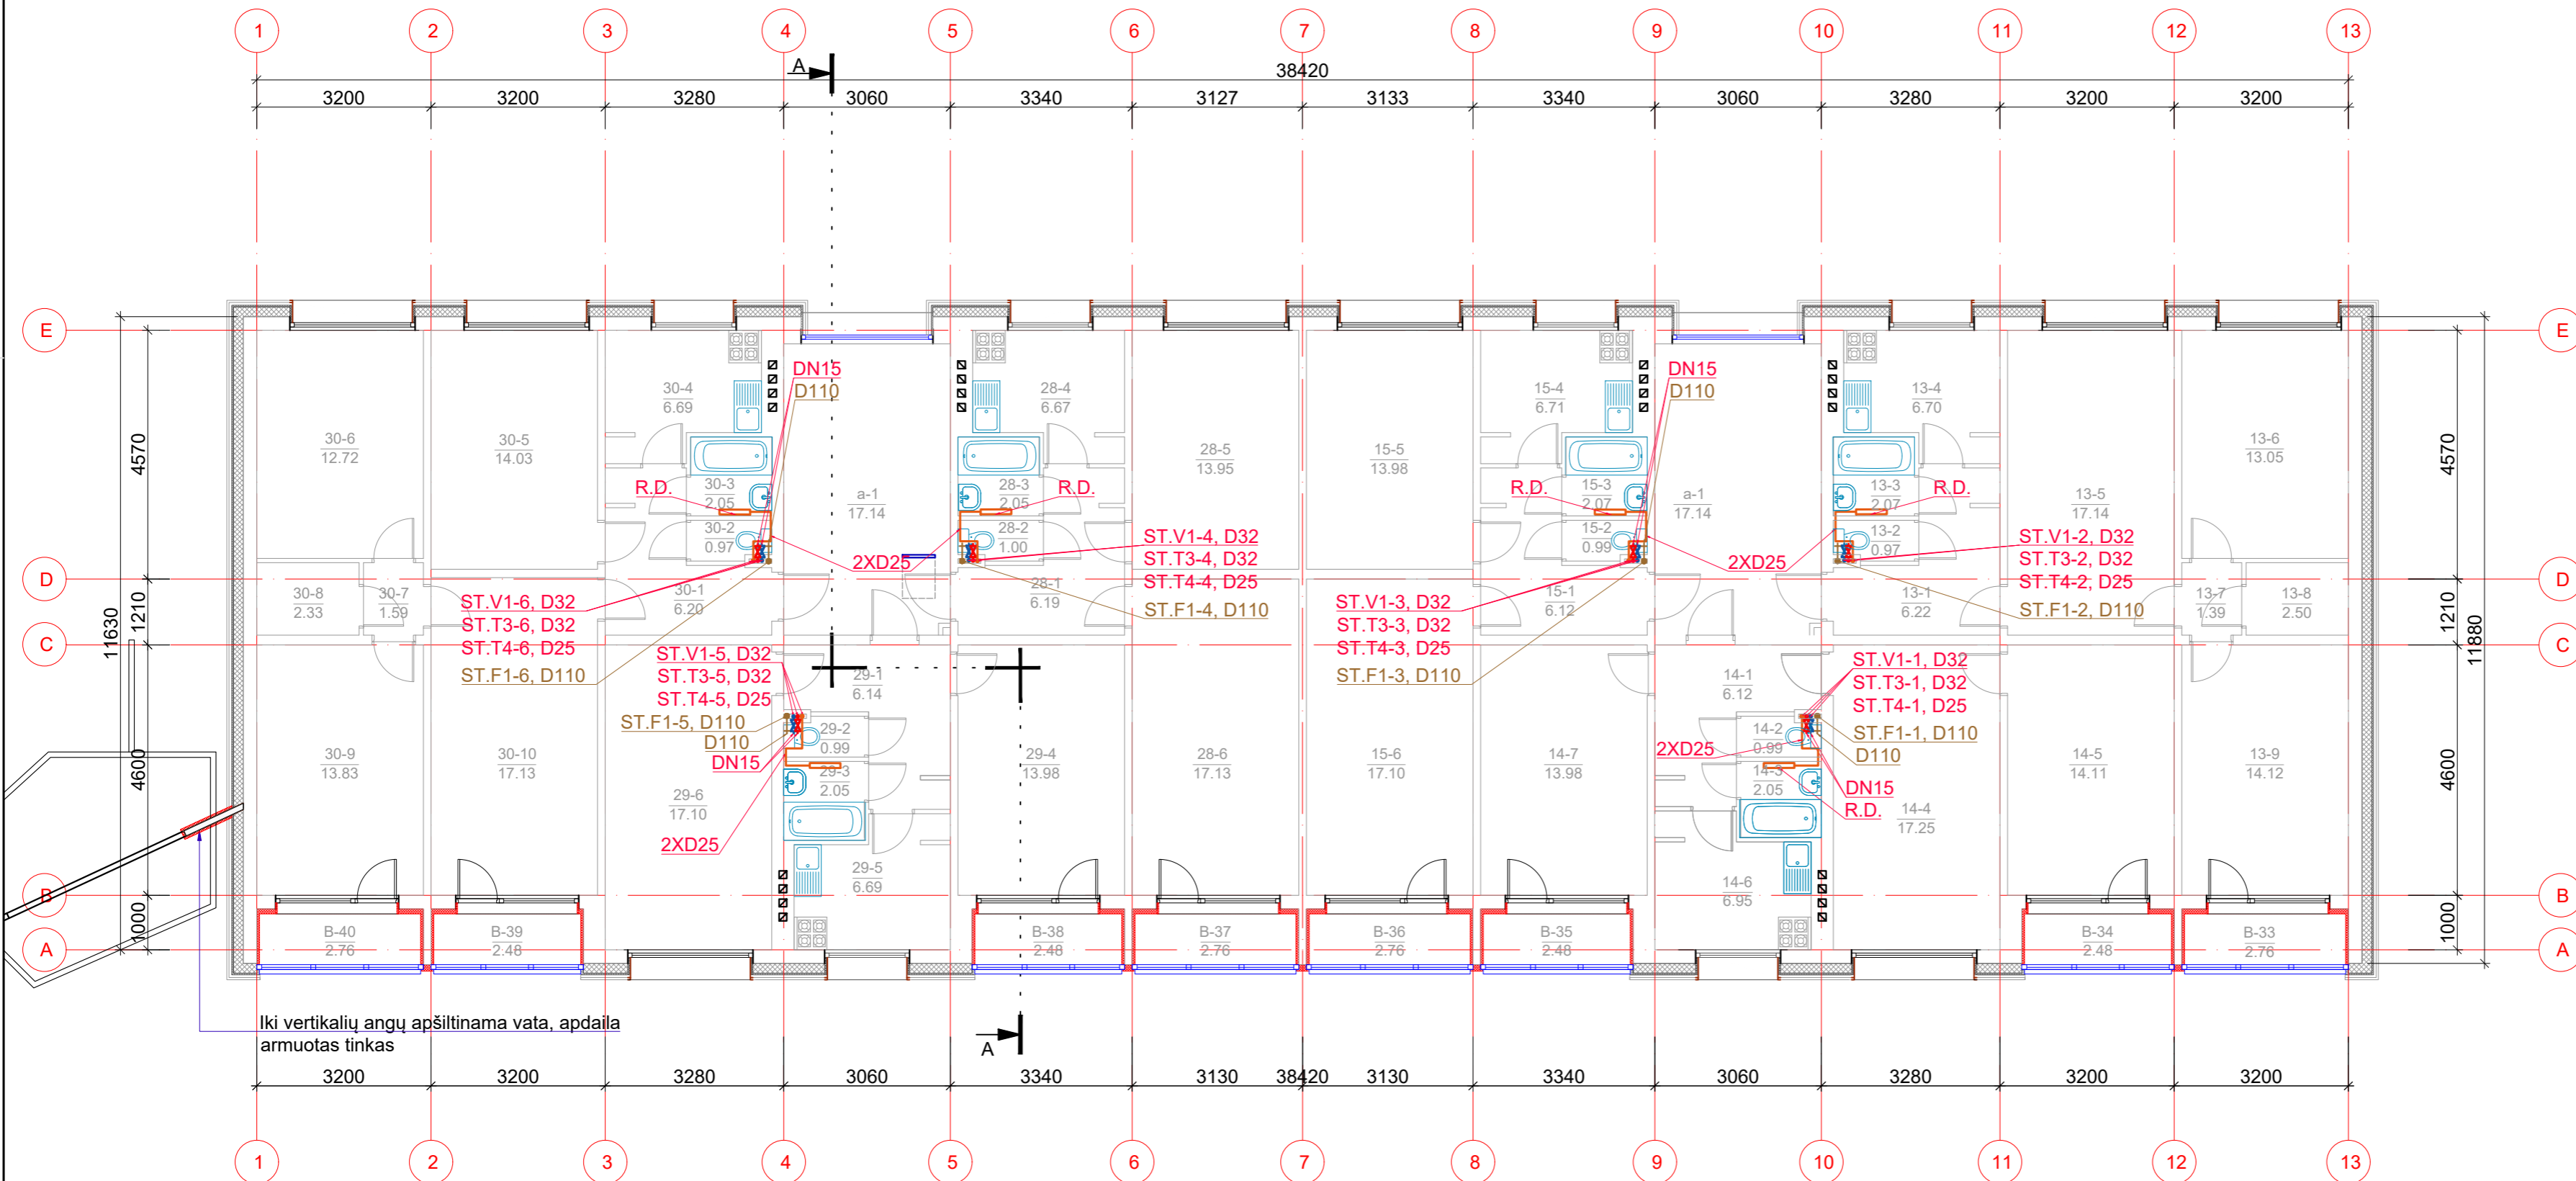 1 2 3 4 5 6 7 8 9 10 11 12 13
A
38420
3200 3200 3280 3060 3340 3127 3133 3340 3060 3280 3200 3200
E E
DN15 DN15
D110 D110
30-4
6.69
28-4
6.67
15-4
6.71
13-4
6.70
30-6
12.72
30-5
14.03
28-5
13.95
15-5
13.98
13-6
13.05
4570 4570
R.D. R.D. R.D. R.D.
30-3
2.05
28-3
2.05
15-3
2.07
13-3
2.07
a-1
17.14
a-1
17.14
13-5
17.14
30-2
0.97
28-2
1.00
15-2
0.99
13-2
0.97
ST.V1-4, D32
ST.T3-4, D32
ST.T4-4, D25
ST.F1-4, D110
ST.V1-2, D32
ST.T3-2, D32
ST.T4-2, D25
ST.F1-2, D110
2XD25 2XD25
D D
30-8
2.33
30-7
1.59
30-1
6.20
28-1
6.19
15-1
6.12
13-1
6.22
13-7
1.39
13-8
2.50
ST.V1-6, D32
ST.T3-6, D32
ST.T4-6, D25
ST.F1-6, D110
ST.V1-3, D32
ST.T3-3, D32
ST.T4-3, D25
ST.F1-3, D110
11630 1210 1210 11880
C C
ST.V1-5, D32
ST.T3-5, D32
ST.T4-5, D25
ST.F1-5, D110
D110
DN15
2XD25
ST.V1-1, D32
ST.T3-1, D32
ST.T4-1, D25
ST.F1-1, D110
D110
DN15
R.D.
2XD25
29-1
6.14
14-1
6.12
29-2
0.99
14-2
0.99
29-3
2.05
14-3
2.05
30-9
13.83
30-10
17.13
29-6
17.10
29-4
13.98
28-6
17.13
15-6
17.10
14-7
13.98
14-4
17.25
14-5
14.11
13-9
14.12
4600 4600
29-5
6.69
14-6
6.95
B B
1000 1000
B-40
2.76
B-39
2.48
B-38
2.48
B-37
2.76
B-36
2.76
B-35
2.48
B-34
2.48
B-33
2.76
A A
Iki vertikalių angų apšiltinama vata, apdaila
armuotas tinkas
A
3200 3200 3280 3060 3340 3130 38420 3130 3340 3060 3280 3200 3200
1 2 3 4 5 6 7 8 9 10 11 12 13